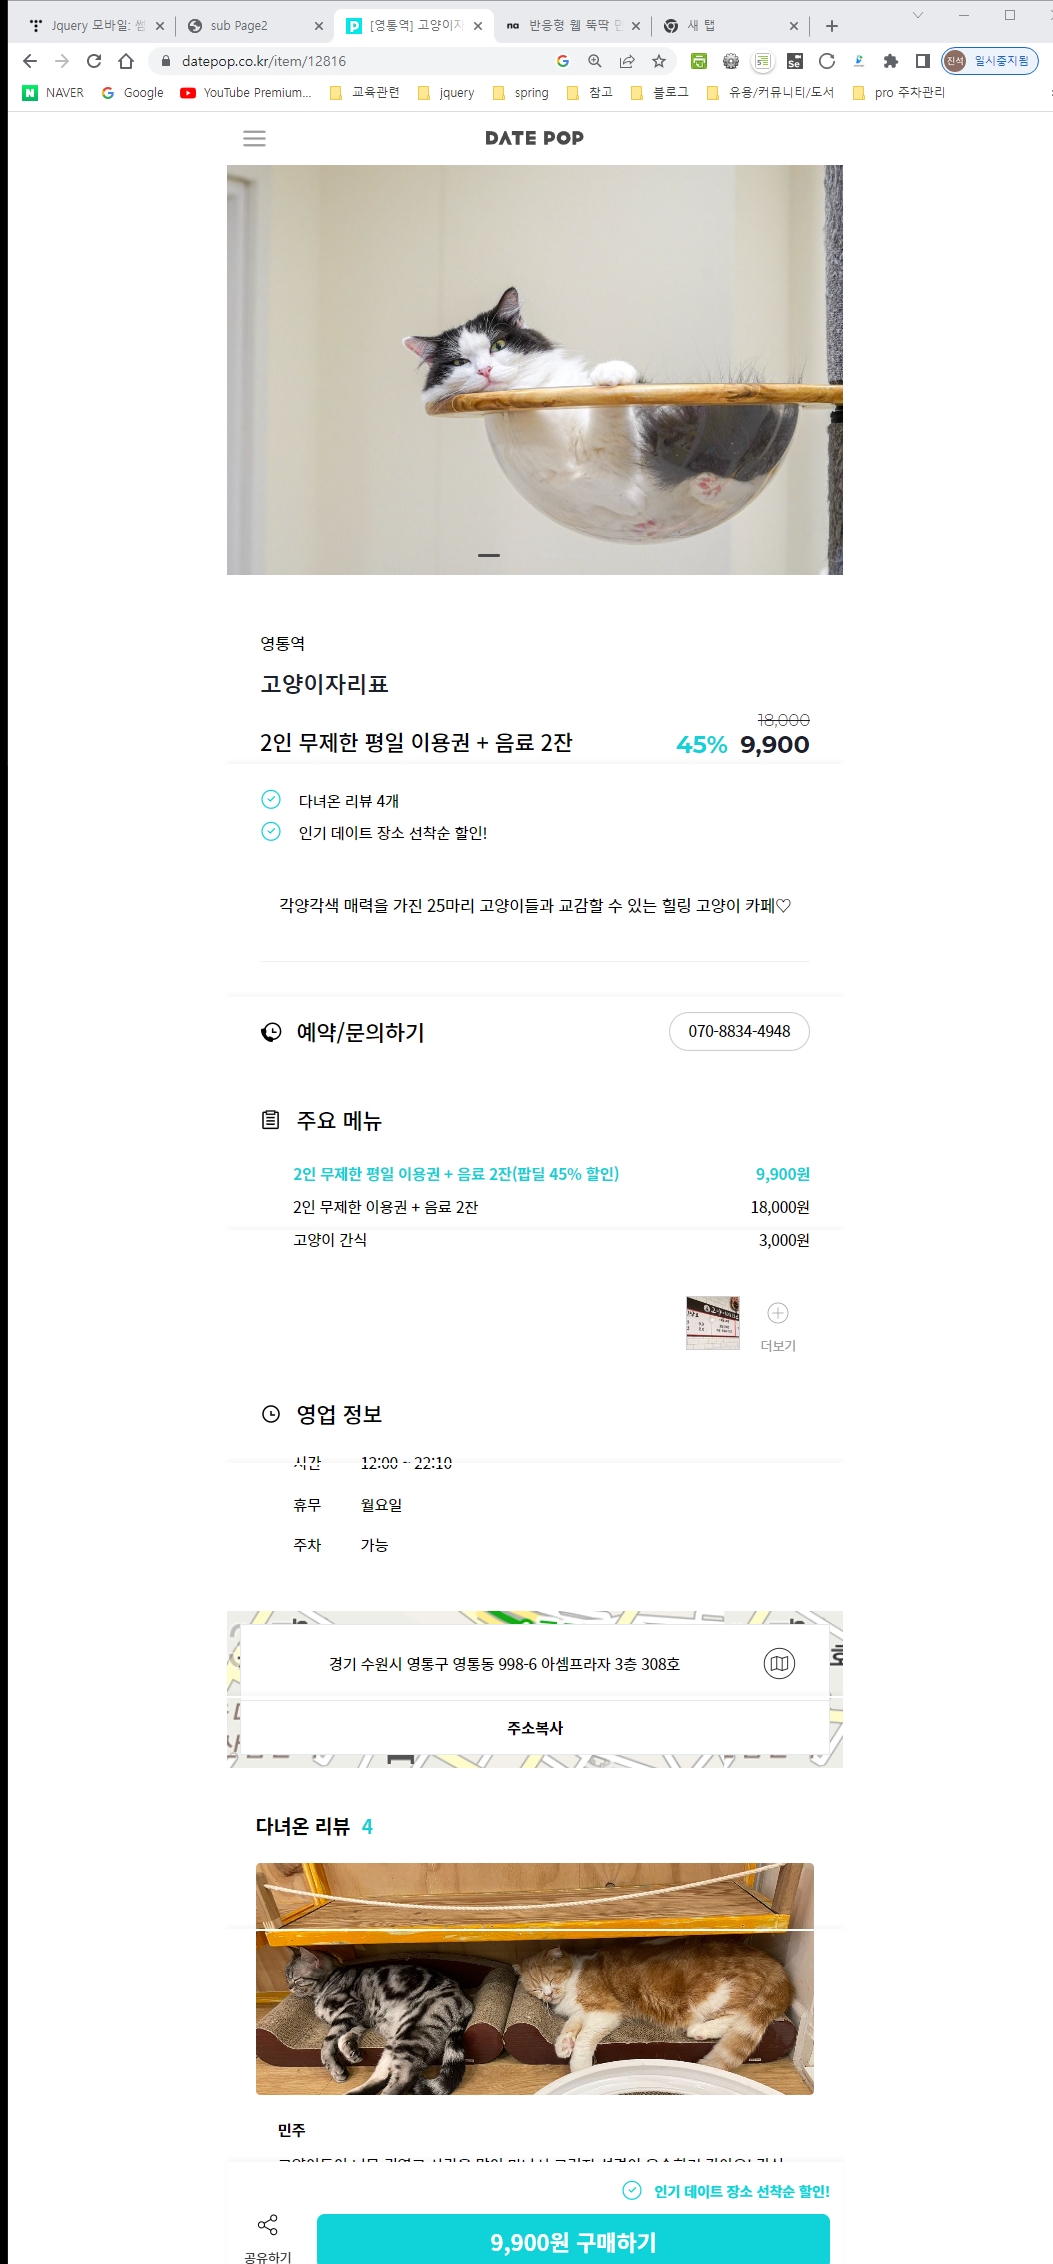 Jquery 모바일: 썸
sub Page2
[영통역] 고양이자
na 반응형 웹 뚝딱 만
새 탭
datepop.co.kr/item/12816
일시중지됨
NAVER Google YouTube Premium... 교육관련 jquery spring 참고 블로그 유용/커뮤니티/도서 pro 주차관리
DATE POP
영통역
고양이자리표
18,000
2인 무제한 평일 이용권 + 음료 2잔 45% 9,900
다녀온 리뷰 4개
인기 데이트 장소 선착순 할인!
각양각색 매력을 가진 25마리 고양이들과 교감할 수 있는 힐링 고양이 카페♡
예약/문의하기 070-8834-4948
주요 메뉴
2인 무제한 평일 이용권 + 음료 2잔(팝딜 45% 할인) 9,900원
2인 무제한 이용권 + 음료 2잔 18,000원
고양이 간식 3,000원
더보기
영업 정보
시간 12:00 ~ 22:10
휴무 월요일
주차 가능
경기 수원시 영통구 영통동 998-6 아셈프라자 3층 308호
주소복사
다녀온 리뷰 4
민주
인기 데이트 장소 선착순 할인!
공유하기
9,900원 구매하기